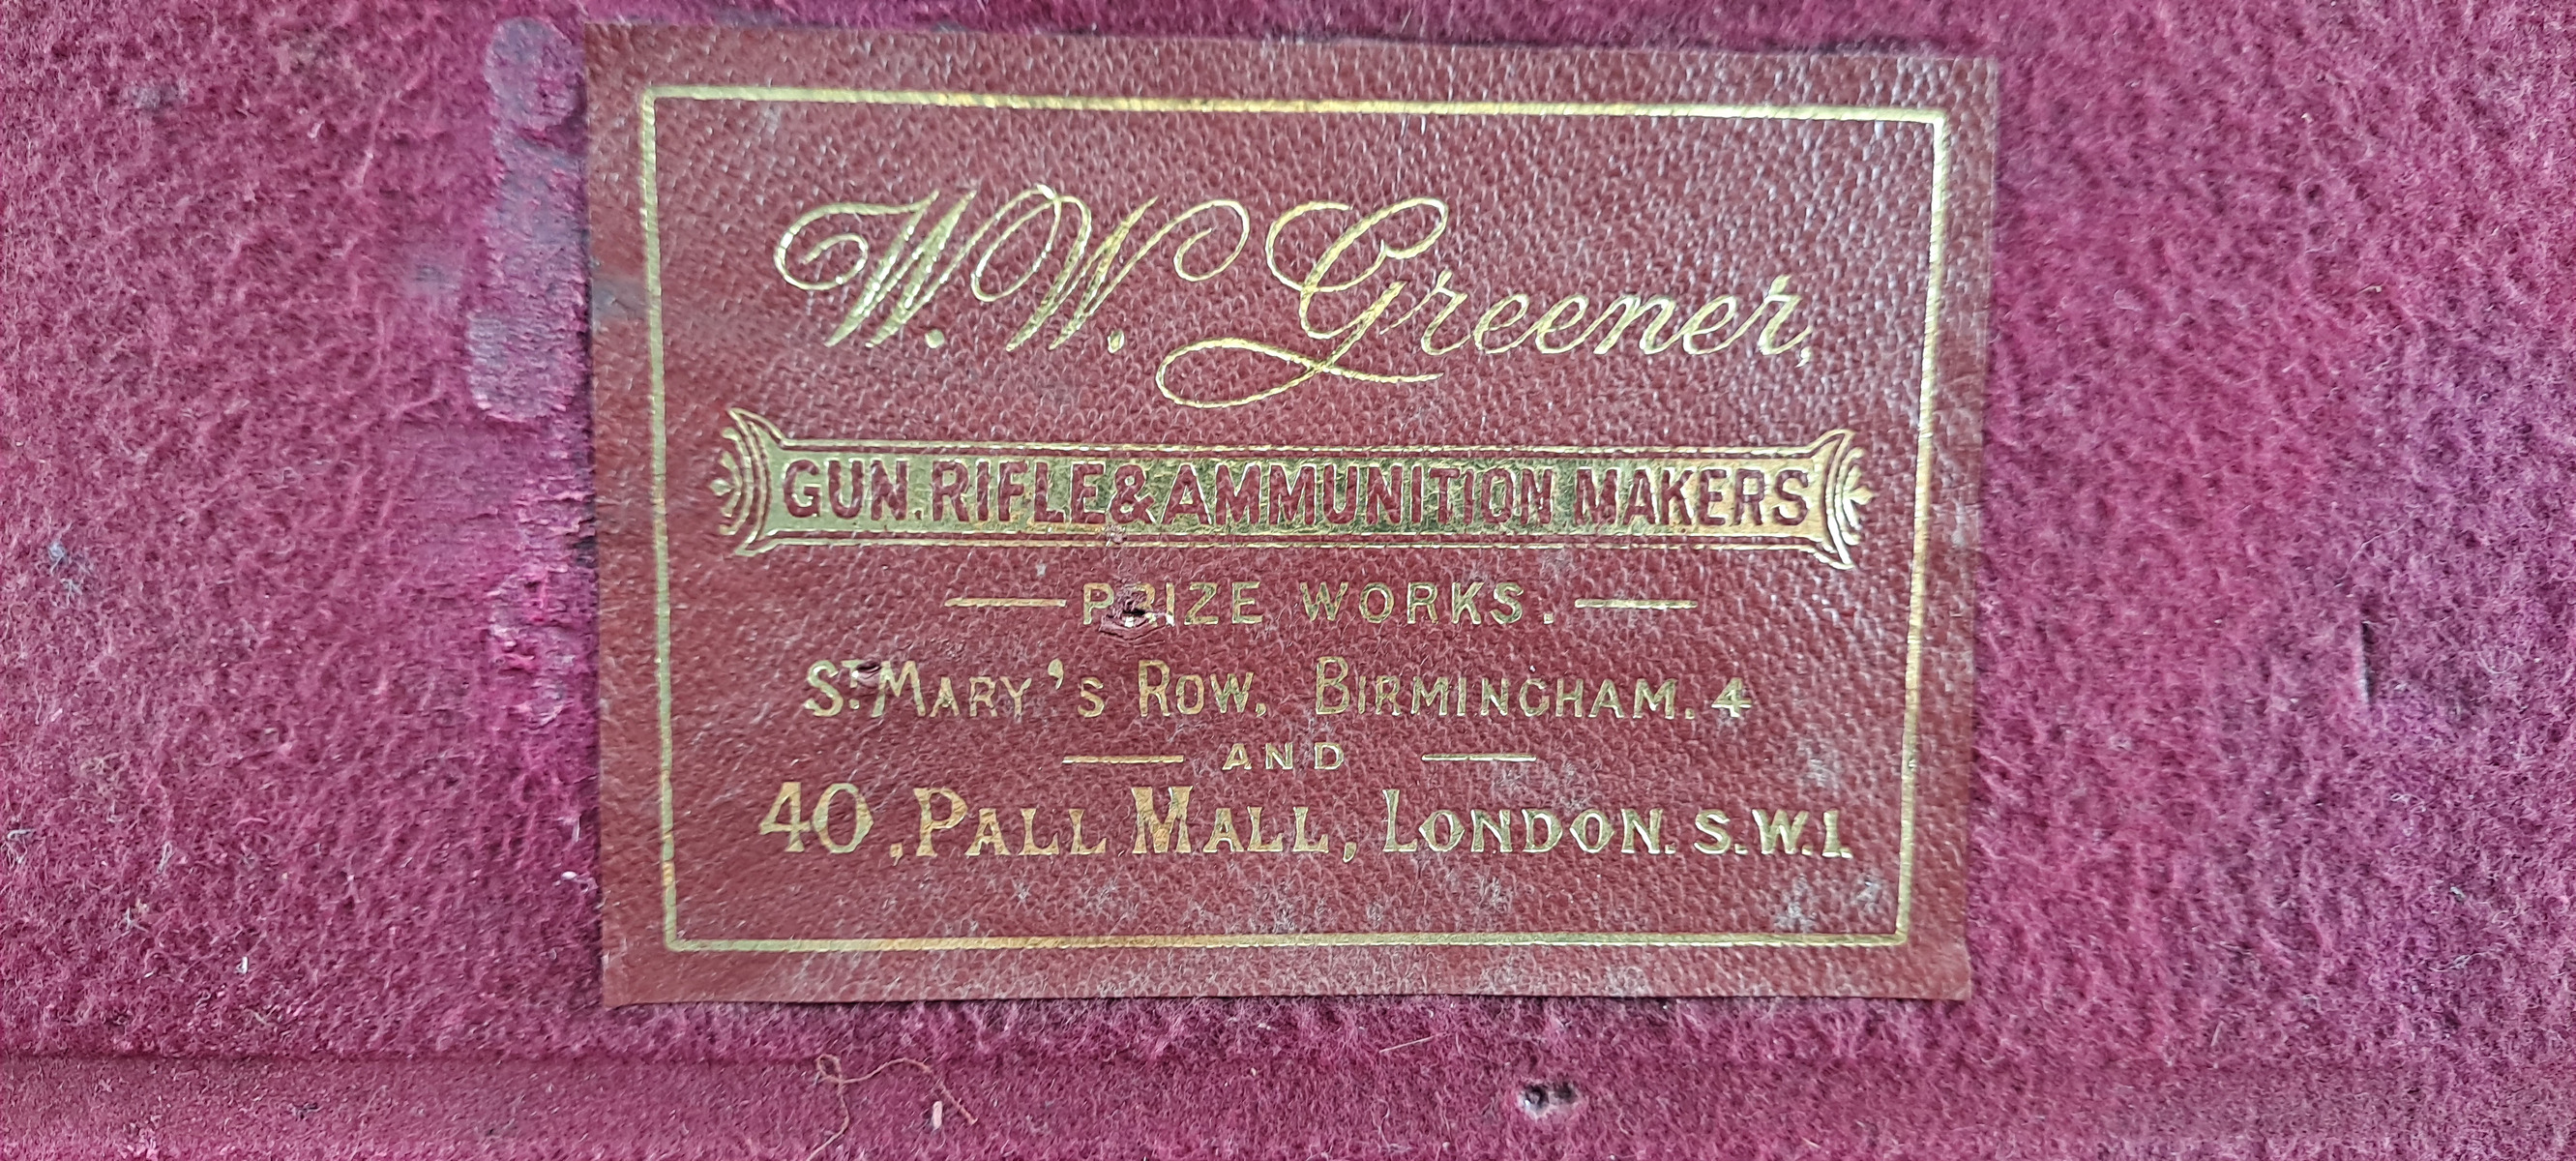 W. W. Greener,
GUN. RIFLE & AMMUNITION MAKERS
PRIZE WORKS.
ST. MARY'S ROW, BIRMINGHAM. 4
AND
40, PALL MALL, LONDON. S.W.1.